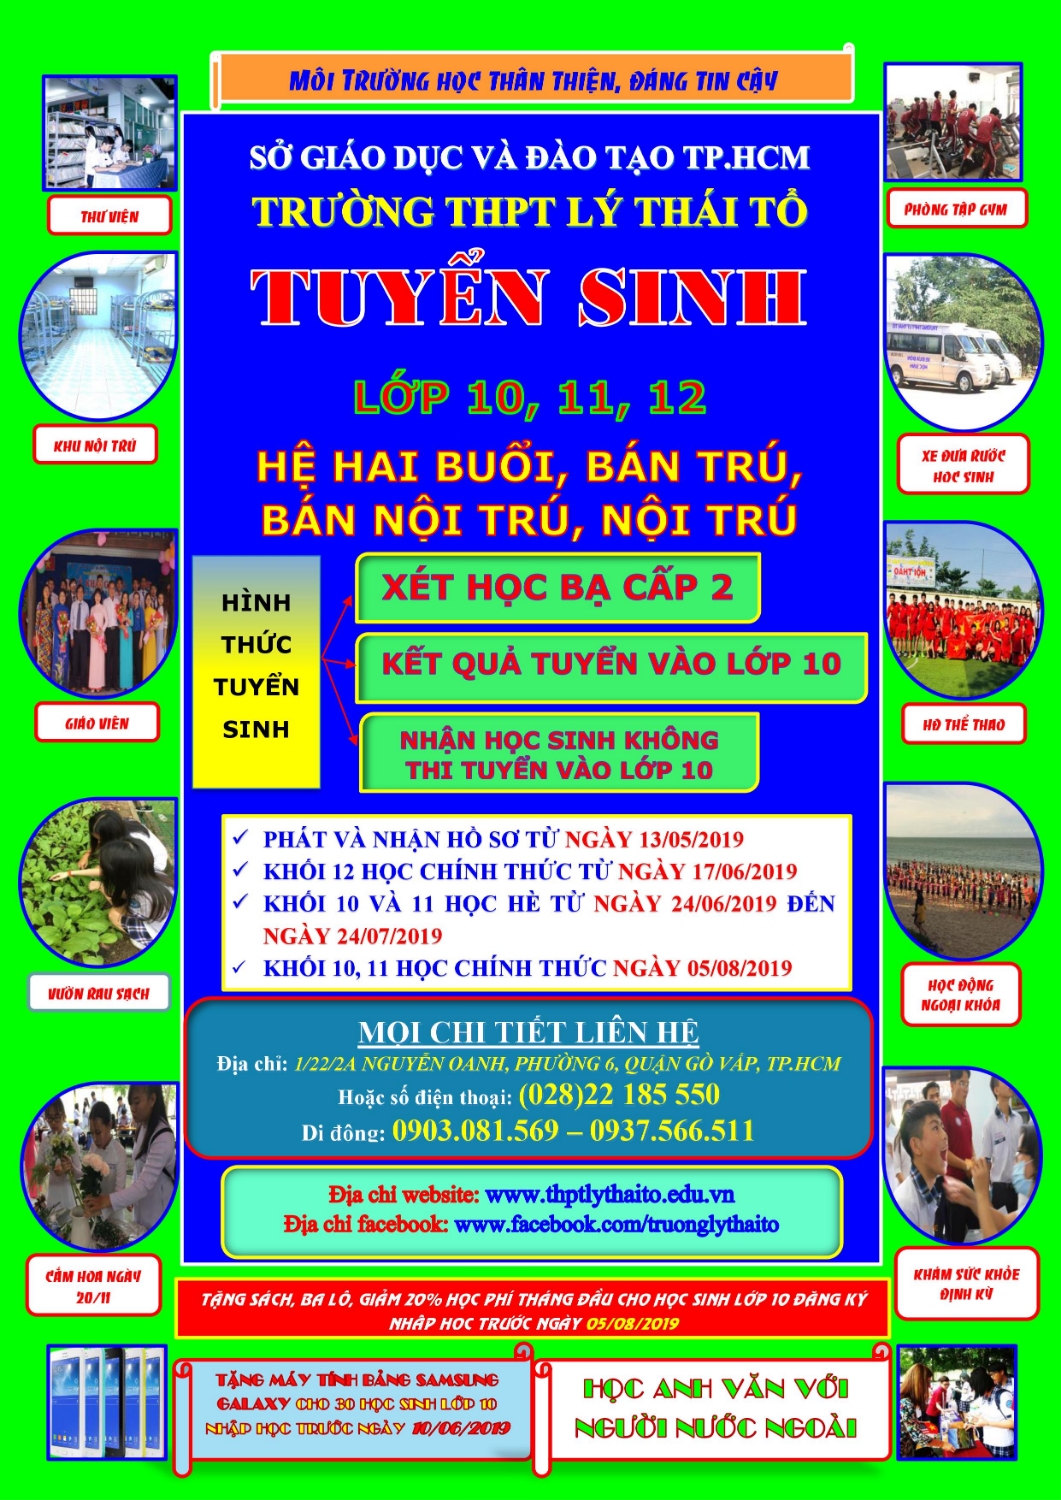 MÔI TRƯỜNG HỌC THÂN THIỆN, ĐÁNG TIN CẬY
SỞ GIÁO DỤC VÀ ĐÀO TẠO TP.HCM
TRƯỜNG THPT LÝ THÁI TỔ
TUYỂN SINH
LỚP 10, 11, 12
HỆ HAI BUỔI, BÁN TRÚ,
BÁN NỘI TRÚ, NỘI TRÚ
HÌNH
THỨC
TUYỂN
SINH
XÉT HỌC BẠ CẤP 2
KẾT QUẢ TUYỂN VÀO LỚP 10
NHẬN HỌC SINH KHÔNG
THI TUYỂN VÀO LỚP 10
✓ PHÁT VÀ NHẬN HỒ SƠ TỪ NGÀY 13/05/2019
✓ KHỐI 12 HỌC CHÍNH THỨC TỪ NGÀY 17/06/2019
✓ KHỐI 10 VÀ 11 HỌC HÈ TỪ NGÀY 24/06/2019 ĐẾN
NGÀY 24/07/2019
✓ KHỐI 10, 11 HỌC CHÍNH THỨC NGÀY 05/08/2019
MỌI CHI TIẾT LIÊN HỆ
Địa chỉ: 1/22/2A NGUYỄN OANH, PHƯỜNG 6, QUẬN GÒ VẤP, TP.HCM
Hoặc số điện thoại: (028)22 185 550
Di động: 0903.081.569 – 0937.566.511
Địa chỉ website: www.thptlythaito.edu.vn
Địa chỉ facebook: www.facebook.com/truonglythaito
THƯ VIỆN
KHU NỘI TRÚ
GIÁO VIÊN
VƯỜN RAU SẠCH
CẮM HOA NGÀY
20/11
PHÒNG TẬP GYM
XE ĐƯA RƯỚC
HỌC SINH
HĐ THỂ THAO
HỌC ĐỘNG
NGOẠI KHÓA
KHÁM SỨC KHỎE
ĐỊNH KỲ
TẶNG SÁCH, BA LÔ, GIẢM 20% HỌC PHÍ THÁNG ĐẦU CHO HỌC SINH LỚP 10 ĐĂNG KÝ
NHẬP HỌC TRƯỚC NGÀY 05/08/2019
TẶNG MÁY TÍNH BẢNG SAMSUNG
GALAXY CHO 30 HỌC SINH LỚP 10
NHẬP HỌC TRƯỚC NGÀY 10/06/2019
HỌC ANH VĂN VỚI
NGƯỜI NƯỚC NGOÀI